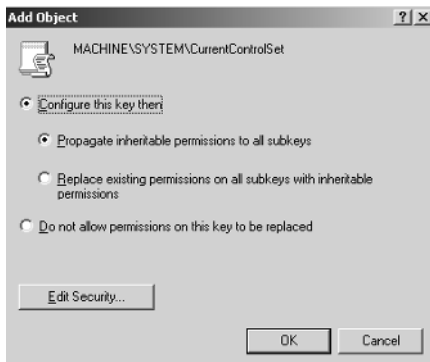 Add Object
MACHINE\SYSTEM\CurrentControlSet
Configure this key then
Propagate inheritable permissions to all subkeys
Replace existing permissions on all subkeys with inheritable
permissions
Do not allow permissions on this key to be replaced
Edit Security...
OK Cancel